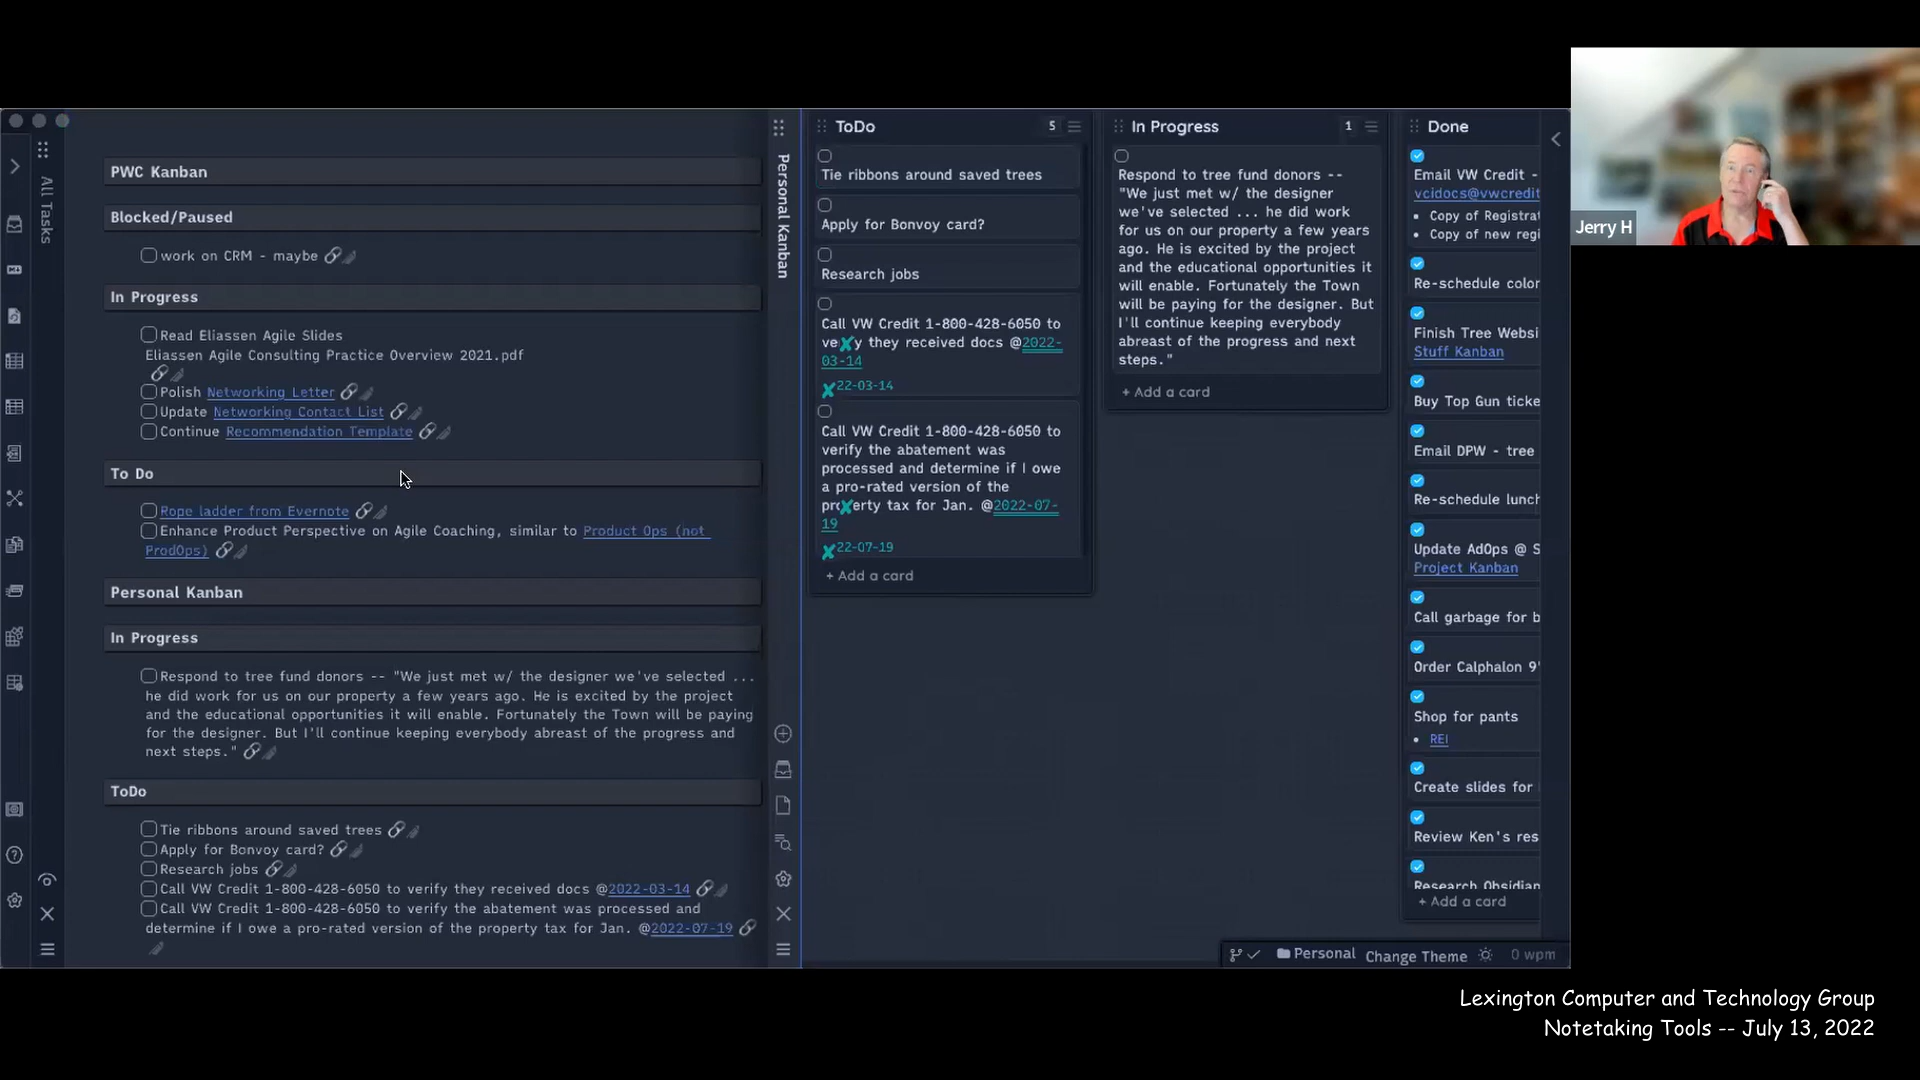 All Tasks
PWC Kanban
Blocked/Paused
work on CRM - maybe
In Progress
Read Eliassen Agile Slides
Eliassen Agile Consulting Practice Overview 2021.pdf
Polish Networking Letter
Update Networking Contact List
Continue Recommendation Template
To Do
Rope ladder from Evernote
Enhance Product Perspective on Agile Coaching, similar to Product Ops (not
ProdOps)
Personal Kanban
In Progress
Respond to tree fund donors -- "We just met w/ the designer we've selected ...
he did work for us on our property a few years ago. He is excited by the project
and the educational opportunities it will enable. Fortunately the Town will be paying
for the designer. But I'll continue keeping everybody abreast of the progress and
next steps."
ToDo
Tie ribbons around saved trees
Apply for Bonvoy card?
Research jobs
Call VW Credit 1-800-428-6050 to verify they received docs @2022-03-14
Call VW Credit 1-800-428-6050 to verify the abatement was processed and
determine if I owe a pro-rated version of the property tax for Jan. @2022-07-19
Personal Kanban
ToDo 5
Tie ribbons around saved trees
Apply for Bonvoy card?
Research jobs
Call VW Credit 1-800-428-6050 to
they received docs @2022-
03-14
22-03-14
Call VW Credit 1-800-428-6050 to
verify the abatement was
processed and determine if I owe
a pro-rated version of the
tax for Jan. @2022-07-
19
22-07-19
+ Add a card
In Progress 1
Respond to tree fund donors --
"We just met w/ the designer
we've selected ... he did work
for us on our property a few years
ago. He is excited by the project
and the educational opportunities it
will enable. Fortunately the Town
will be paying for the designer. But
I'll continue keeping everybody
abreast of the progress and next
steps."
+ Add a card
Done
Email VW Credit -
vcidocs@vwcredit
Copy of Registrat
Copy of new regi
Re-schedule color
Finish Tree Websi
Stuff Kanban
Buy Top Gun ticke
Email DPW - tree
Re-schedule lunch
Update AdOps @ S
Project Kanban
Call garbage for b
Order Calphalon 9"
Shop for pants
REI
Create slides for
Review Ken's res
Research Obsidian
+ Add a card
Personal Change Theme 0 wpm
Jerry H
Lexington Computer and Technology Group
Notetaking Tools -- July 13, 2022